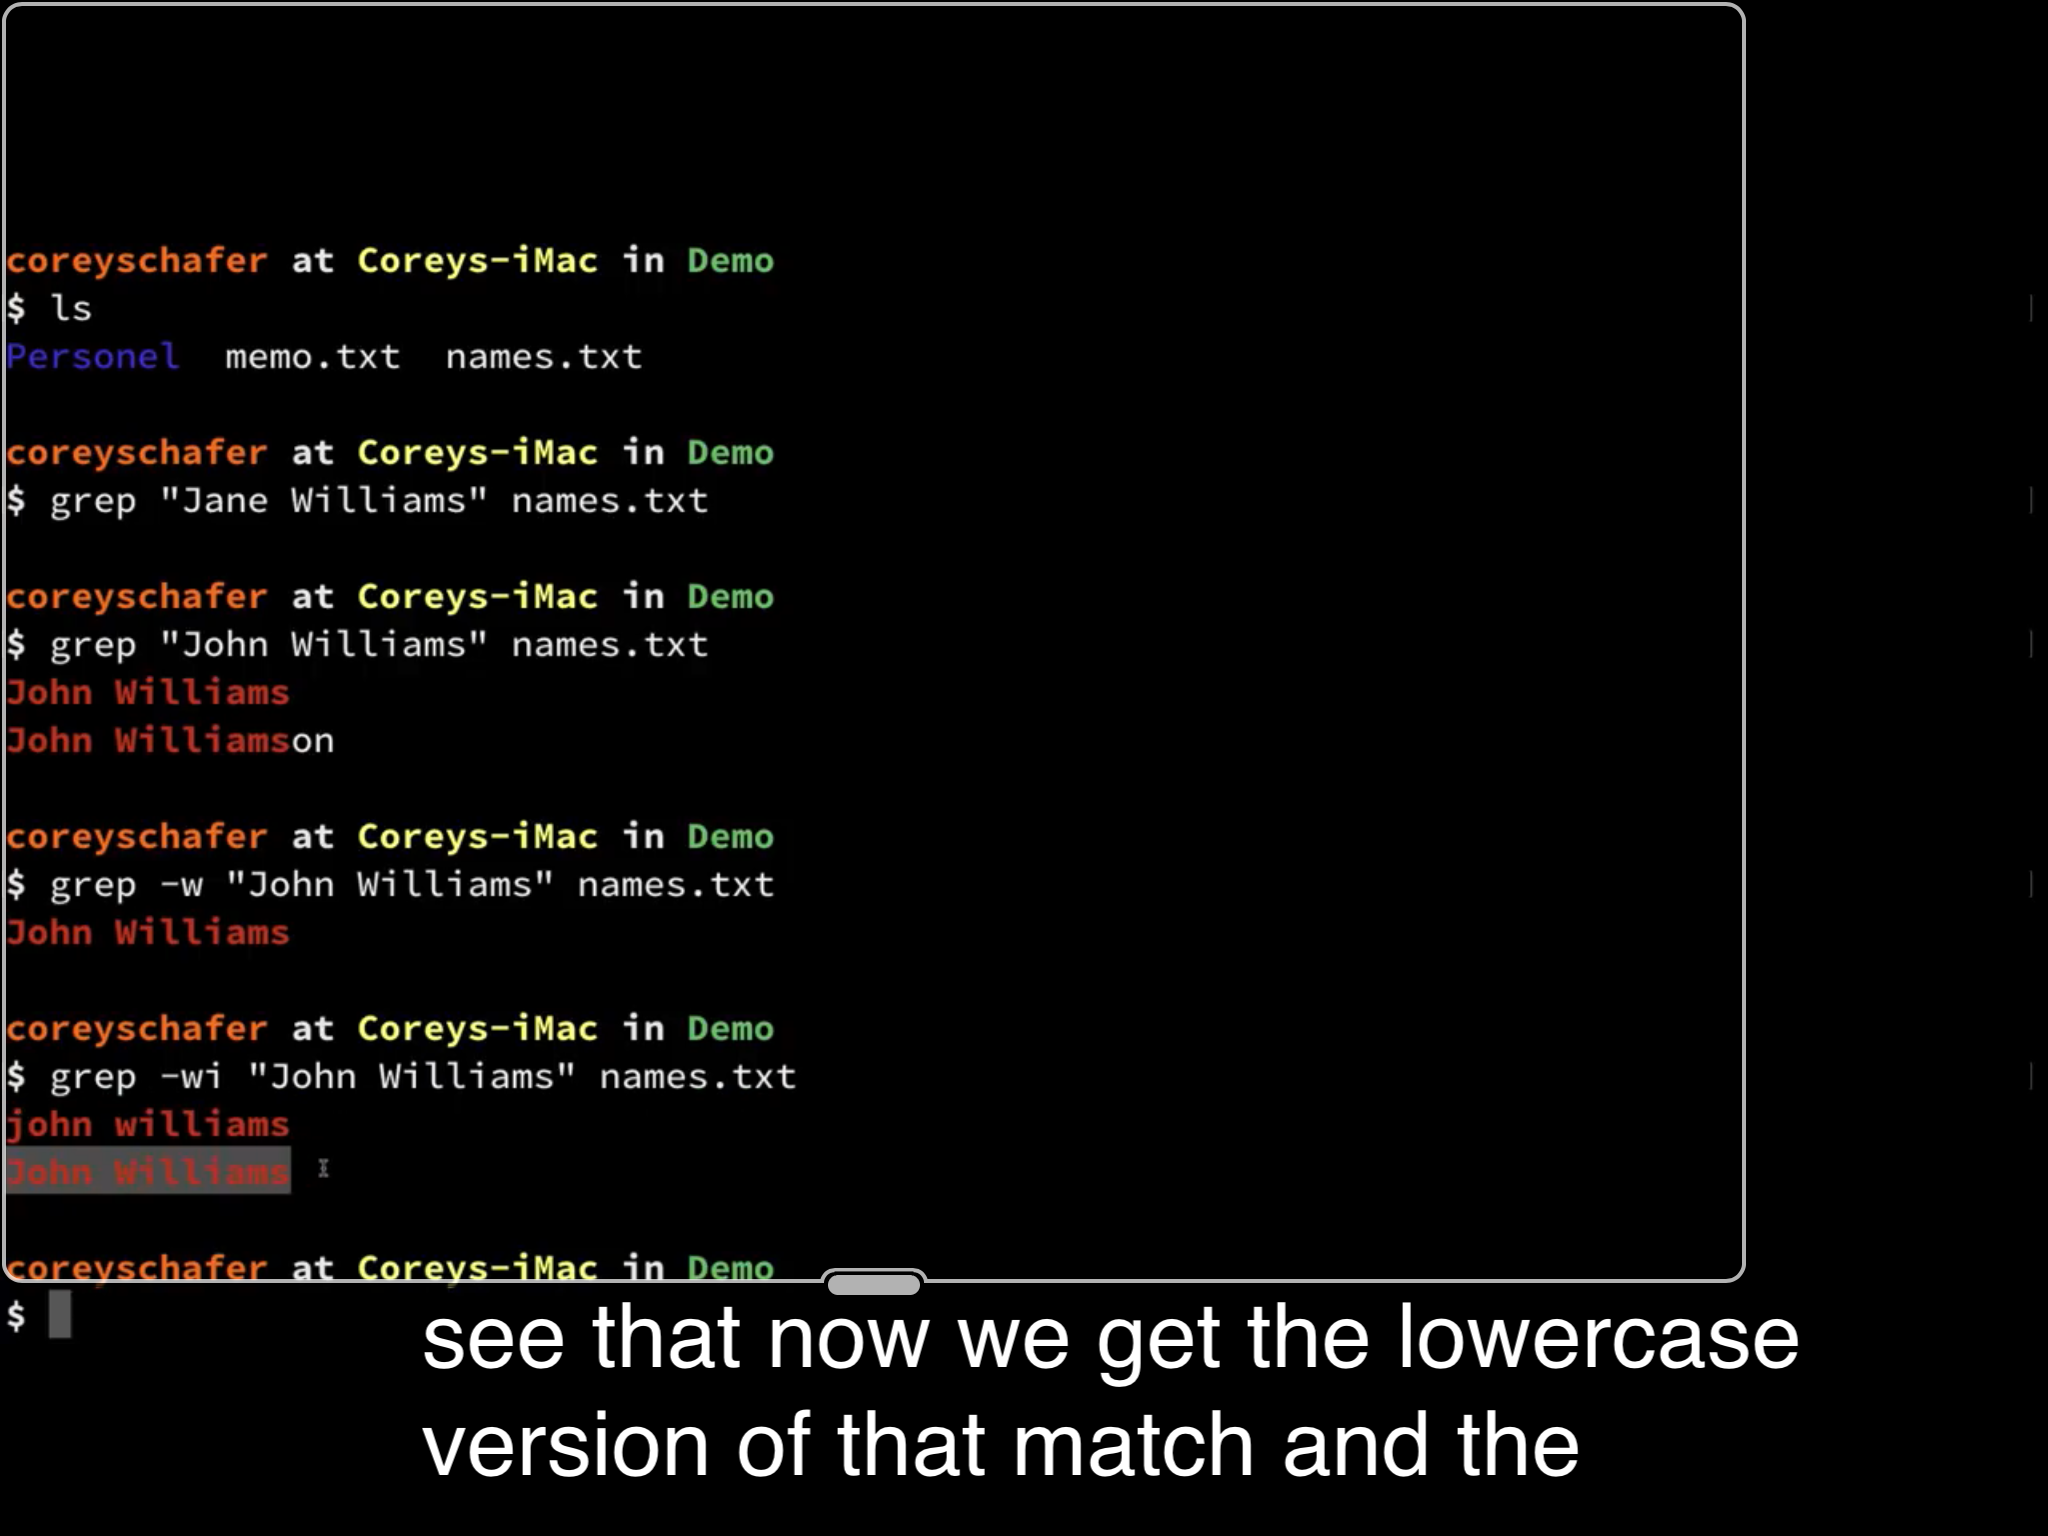 coreyschafer at Coreys-iMac in Demo
$ ls
Personel  memo.txt  names.txt
coreyschafer at Coreys-iMac in Demo
$ grep "Jane Williams" names.txt
coreyschafer at Coreys-iMac in Demo
$ grep "John Williams" names.txt
John Williams
John Williamson
coreyschafer at Coreys-iMac in Demo
$ grep -w "John Williams" names.txt
John Williams
coreyschafer at Coreys-iMac in Demo
$ grep -wi "John Williams" names.txt
john williams
John Williams
coreyschafer at Coreys-iMac in Demo
$
see that now we get the lowercase
version of that match and the